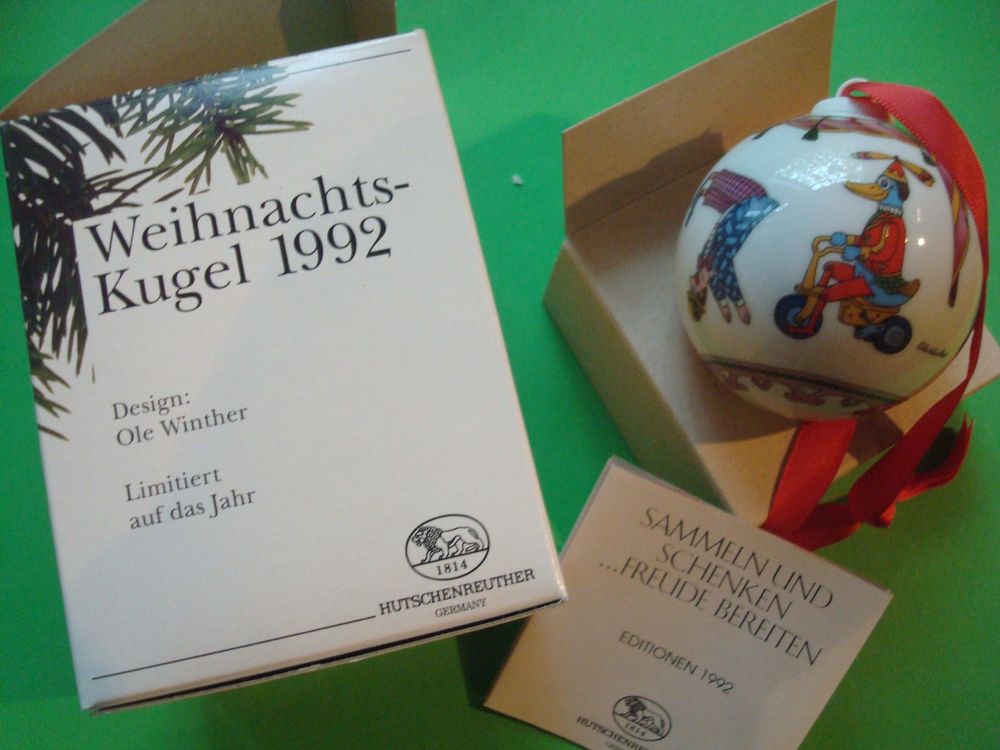 Weihnachts-
Kugel 1992
Design:
Ole Winther
Limitiert
auf das Jahr
1814
HUTSCHENREUTHER
GERMANY
SAMMELN UND
SCHENKEN
...FREUDE BEREITEN
EDITIONEN 1992
1814
HUTSCHENREUTHER